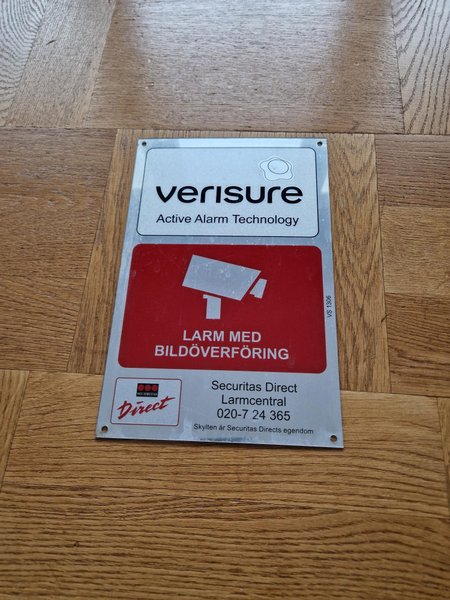 verisure
Active Alarm Technology
LARM MED
BILDÖVERFÖRING
VS 1306
Direct
Securitas Direct
Larmcentral
020-7 24 365
Skylten är Securitas Directs egendom